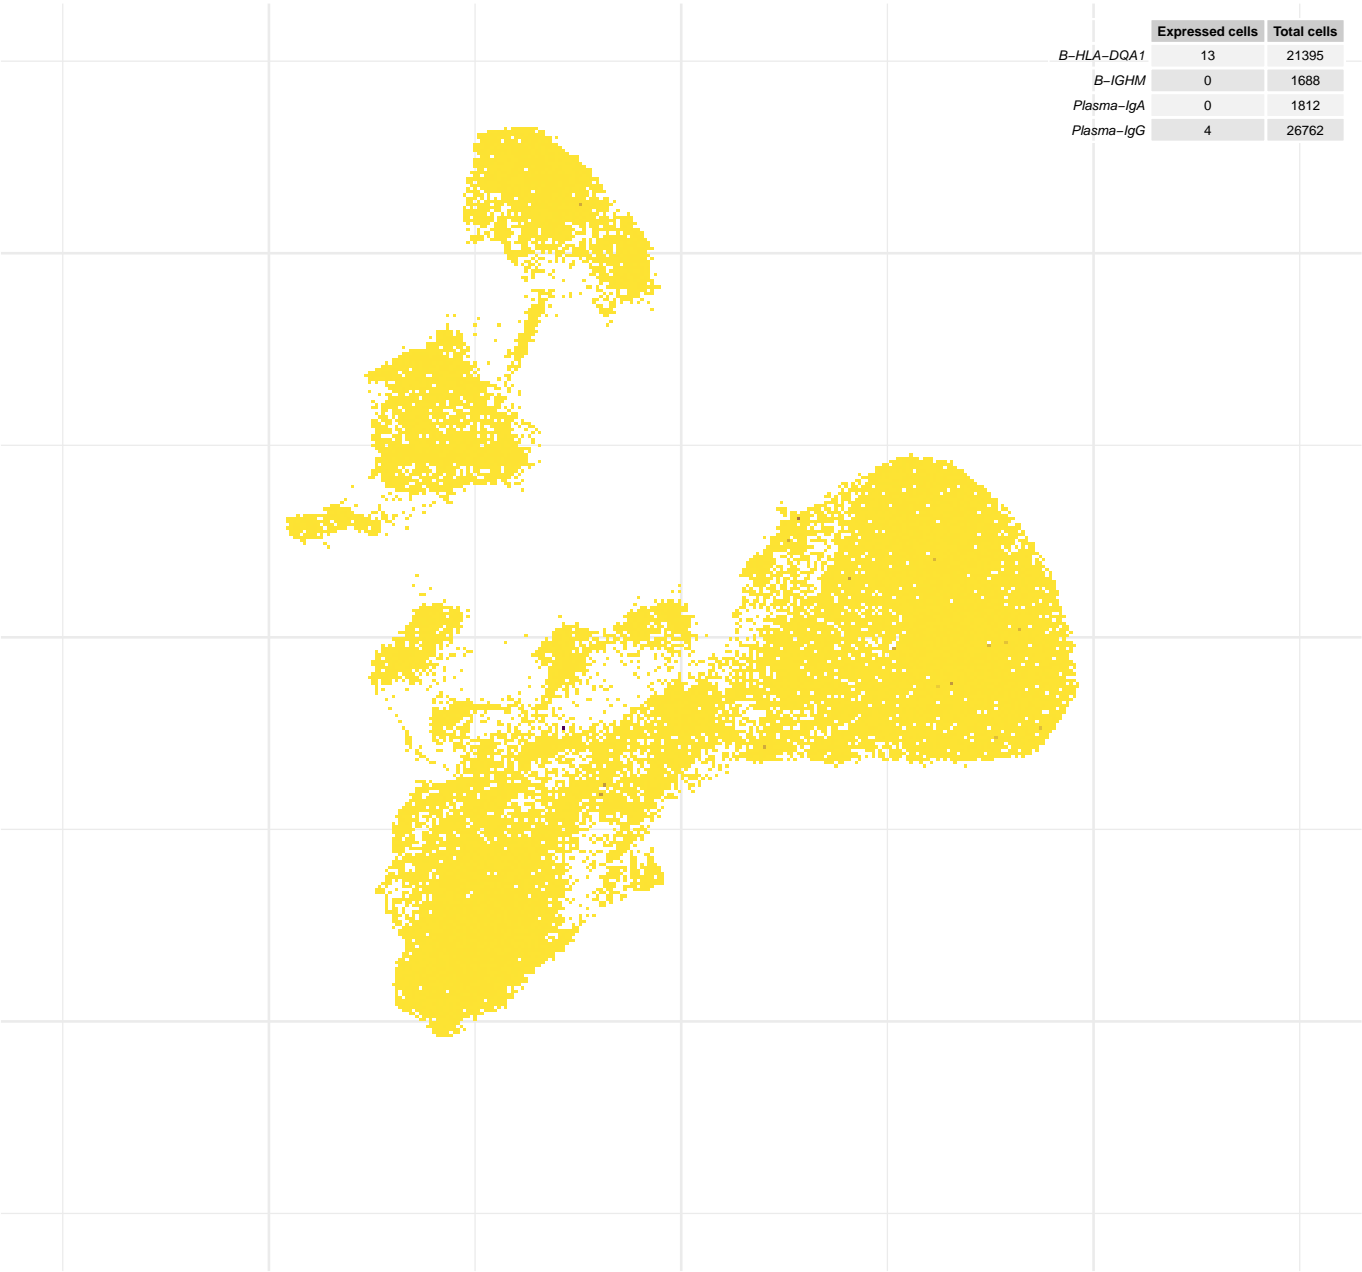 Expressed cells Total cells
B−HLA−DQA1 13 21395
B−IGHM 0 1688
Plasma−IgA 0 1812
Plasma−IgG 4 26762